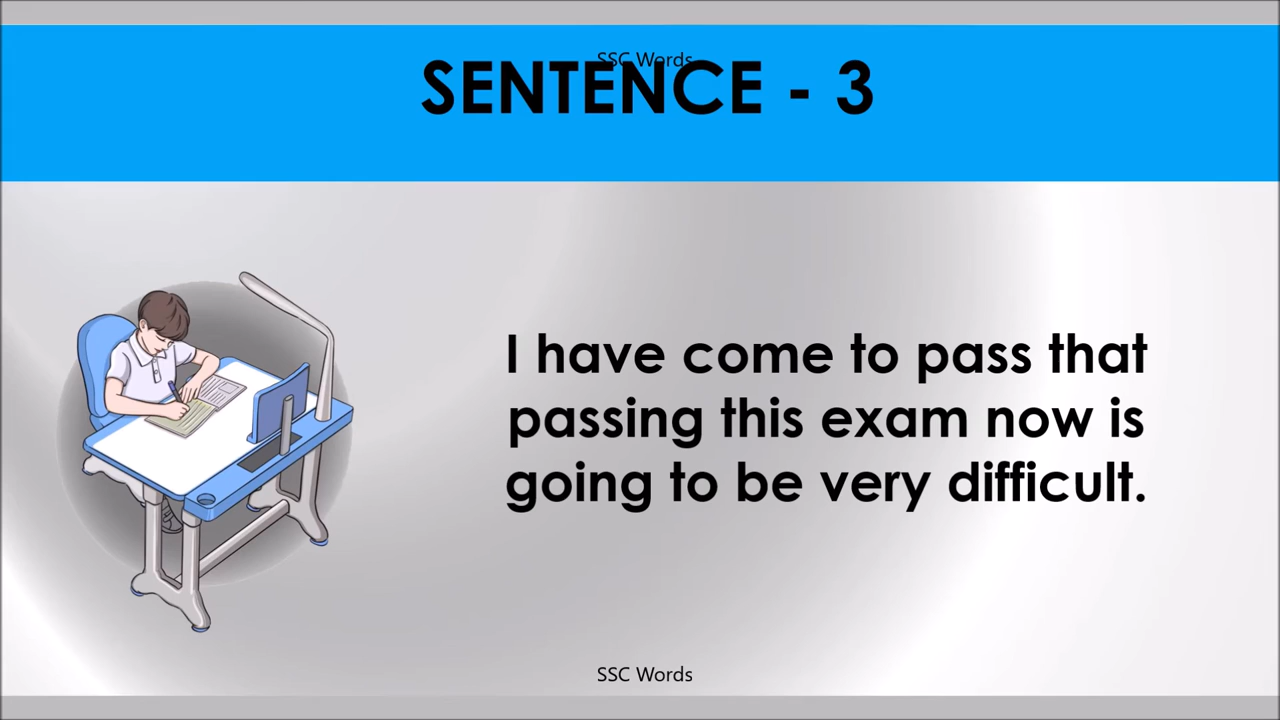 SSC Words
SENTENCE - 3
I have come to pass that
passing this exam now is
going to be very difficult.
SSC Words